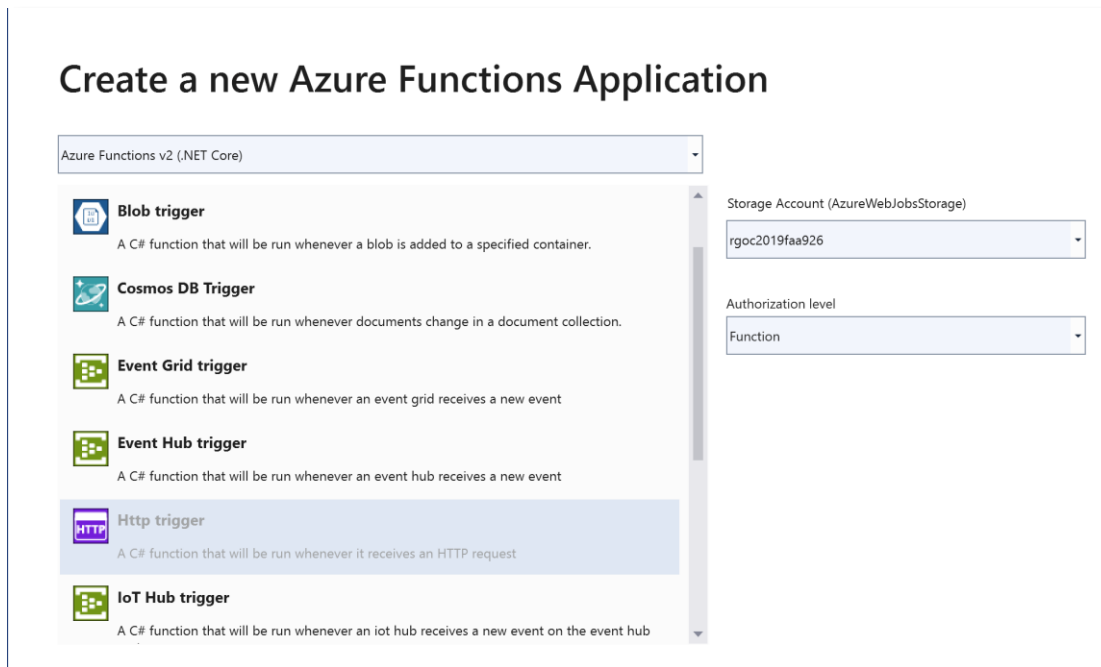 Create a new Azure Functions Application
Azure Functions v2 (.NET Core)
Blob trigger
A C# function that will be run whenever a blob is added to a specified container.
Cosmos DB Trigger
A C# function that will be run whenever documents change in a document collection.
Event Grid trigger
A C# function that will be run whenever an event grid receives a new event
Event Hub trigger
A C# function that will be run whenever an event hub receives a new event
HTTP
Http trigger
A C# function that will be run whenever it receives an HTTP request
IoT Hub trigger
A C# function that will be run whenever an iot hub receives a new event on the event hub
Storage Account (AzureWebJobsStorage)
rgoc2019faa926
Authorization level
Function